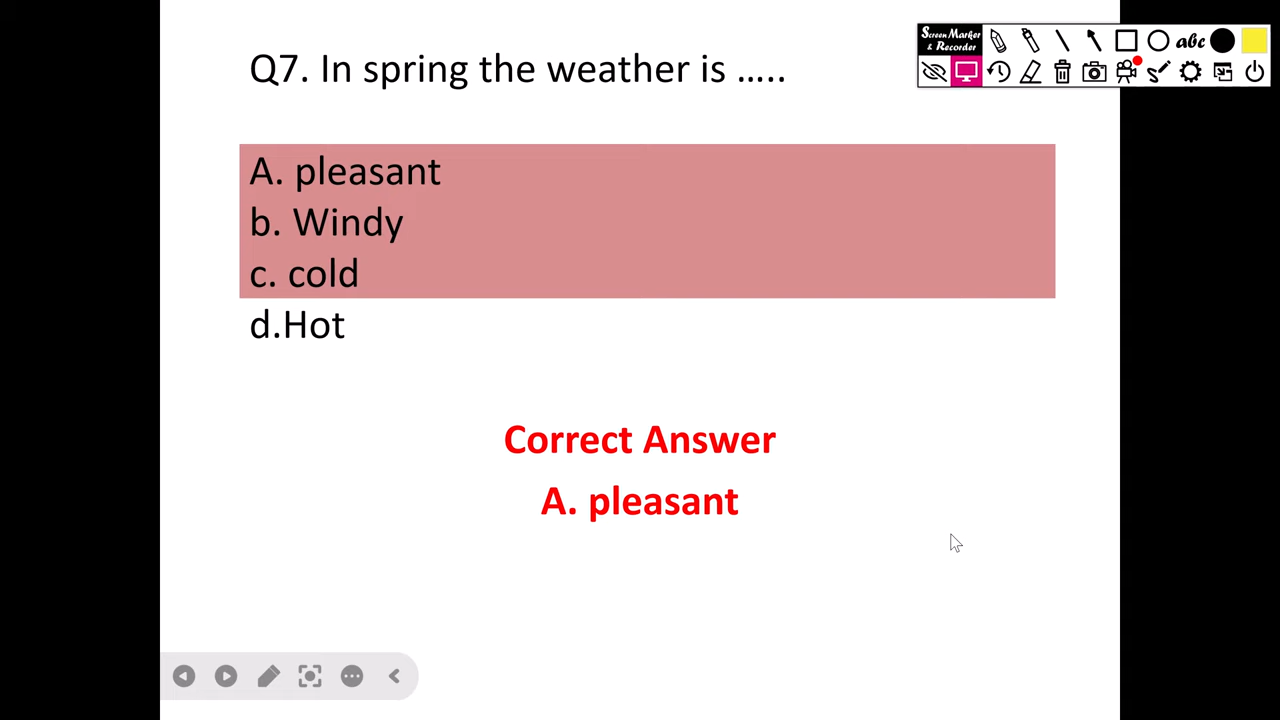 Q7. In spring the weather is .....
Screen Marker
& Recorder
abc
A. pleasant
b. Windy
c. cold
d.Hot
Correct Answer
A. pleasant